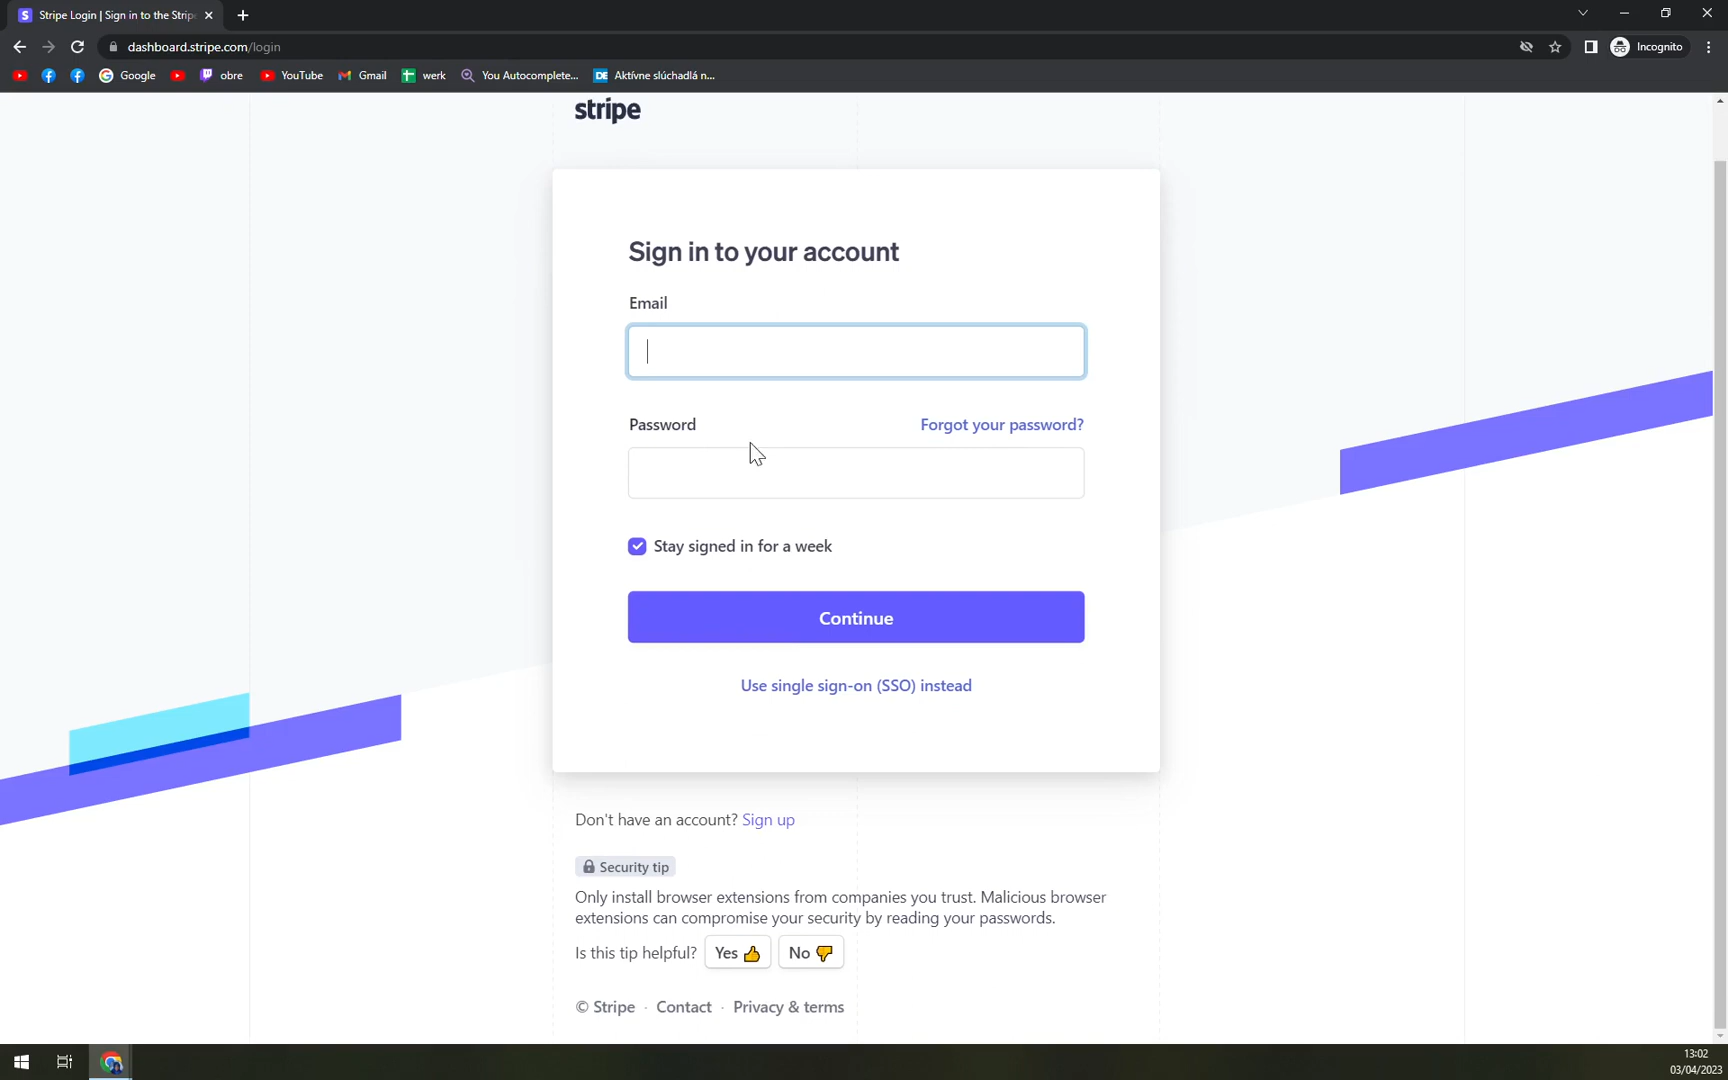 Stripe Login | Sign in to the Stripe
dashboard.stripe.com/login
Incognito
Google
obre
YouTube
Gmail
werk
You Autocomplete...
DE
Aktívne slúchadlá n...
stripe
Sign in to your account
Email
Password
Forgot your password?
Stay signed in for a week
Continue
Use single sign-on (SSO) instead
Don't have an account? Sign up
Security tip
Only install browser extensions from companies you trust. Malicious browser
extensions can compromise your security by reading your passwords.
Is this tip helpful? Yes 👍 No 👎
© Stripe · Contact · Privacy & terms
13:02
03/04/2023